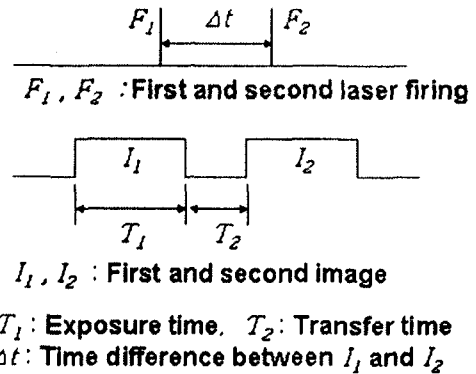 F₁ Δt F₂
F₁ , F₂ : First and second laser firing
I₁ I₂
T₁ T₂
I₁ , I₂ : First and second image
T₁ : Exposure time, T₂ : Transfer time
Δt : Time difference between I₁ and I₂